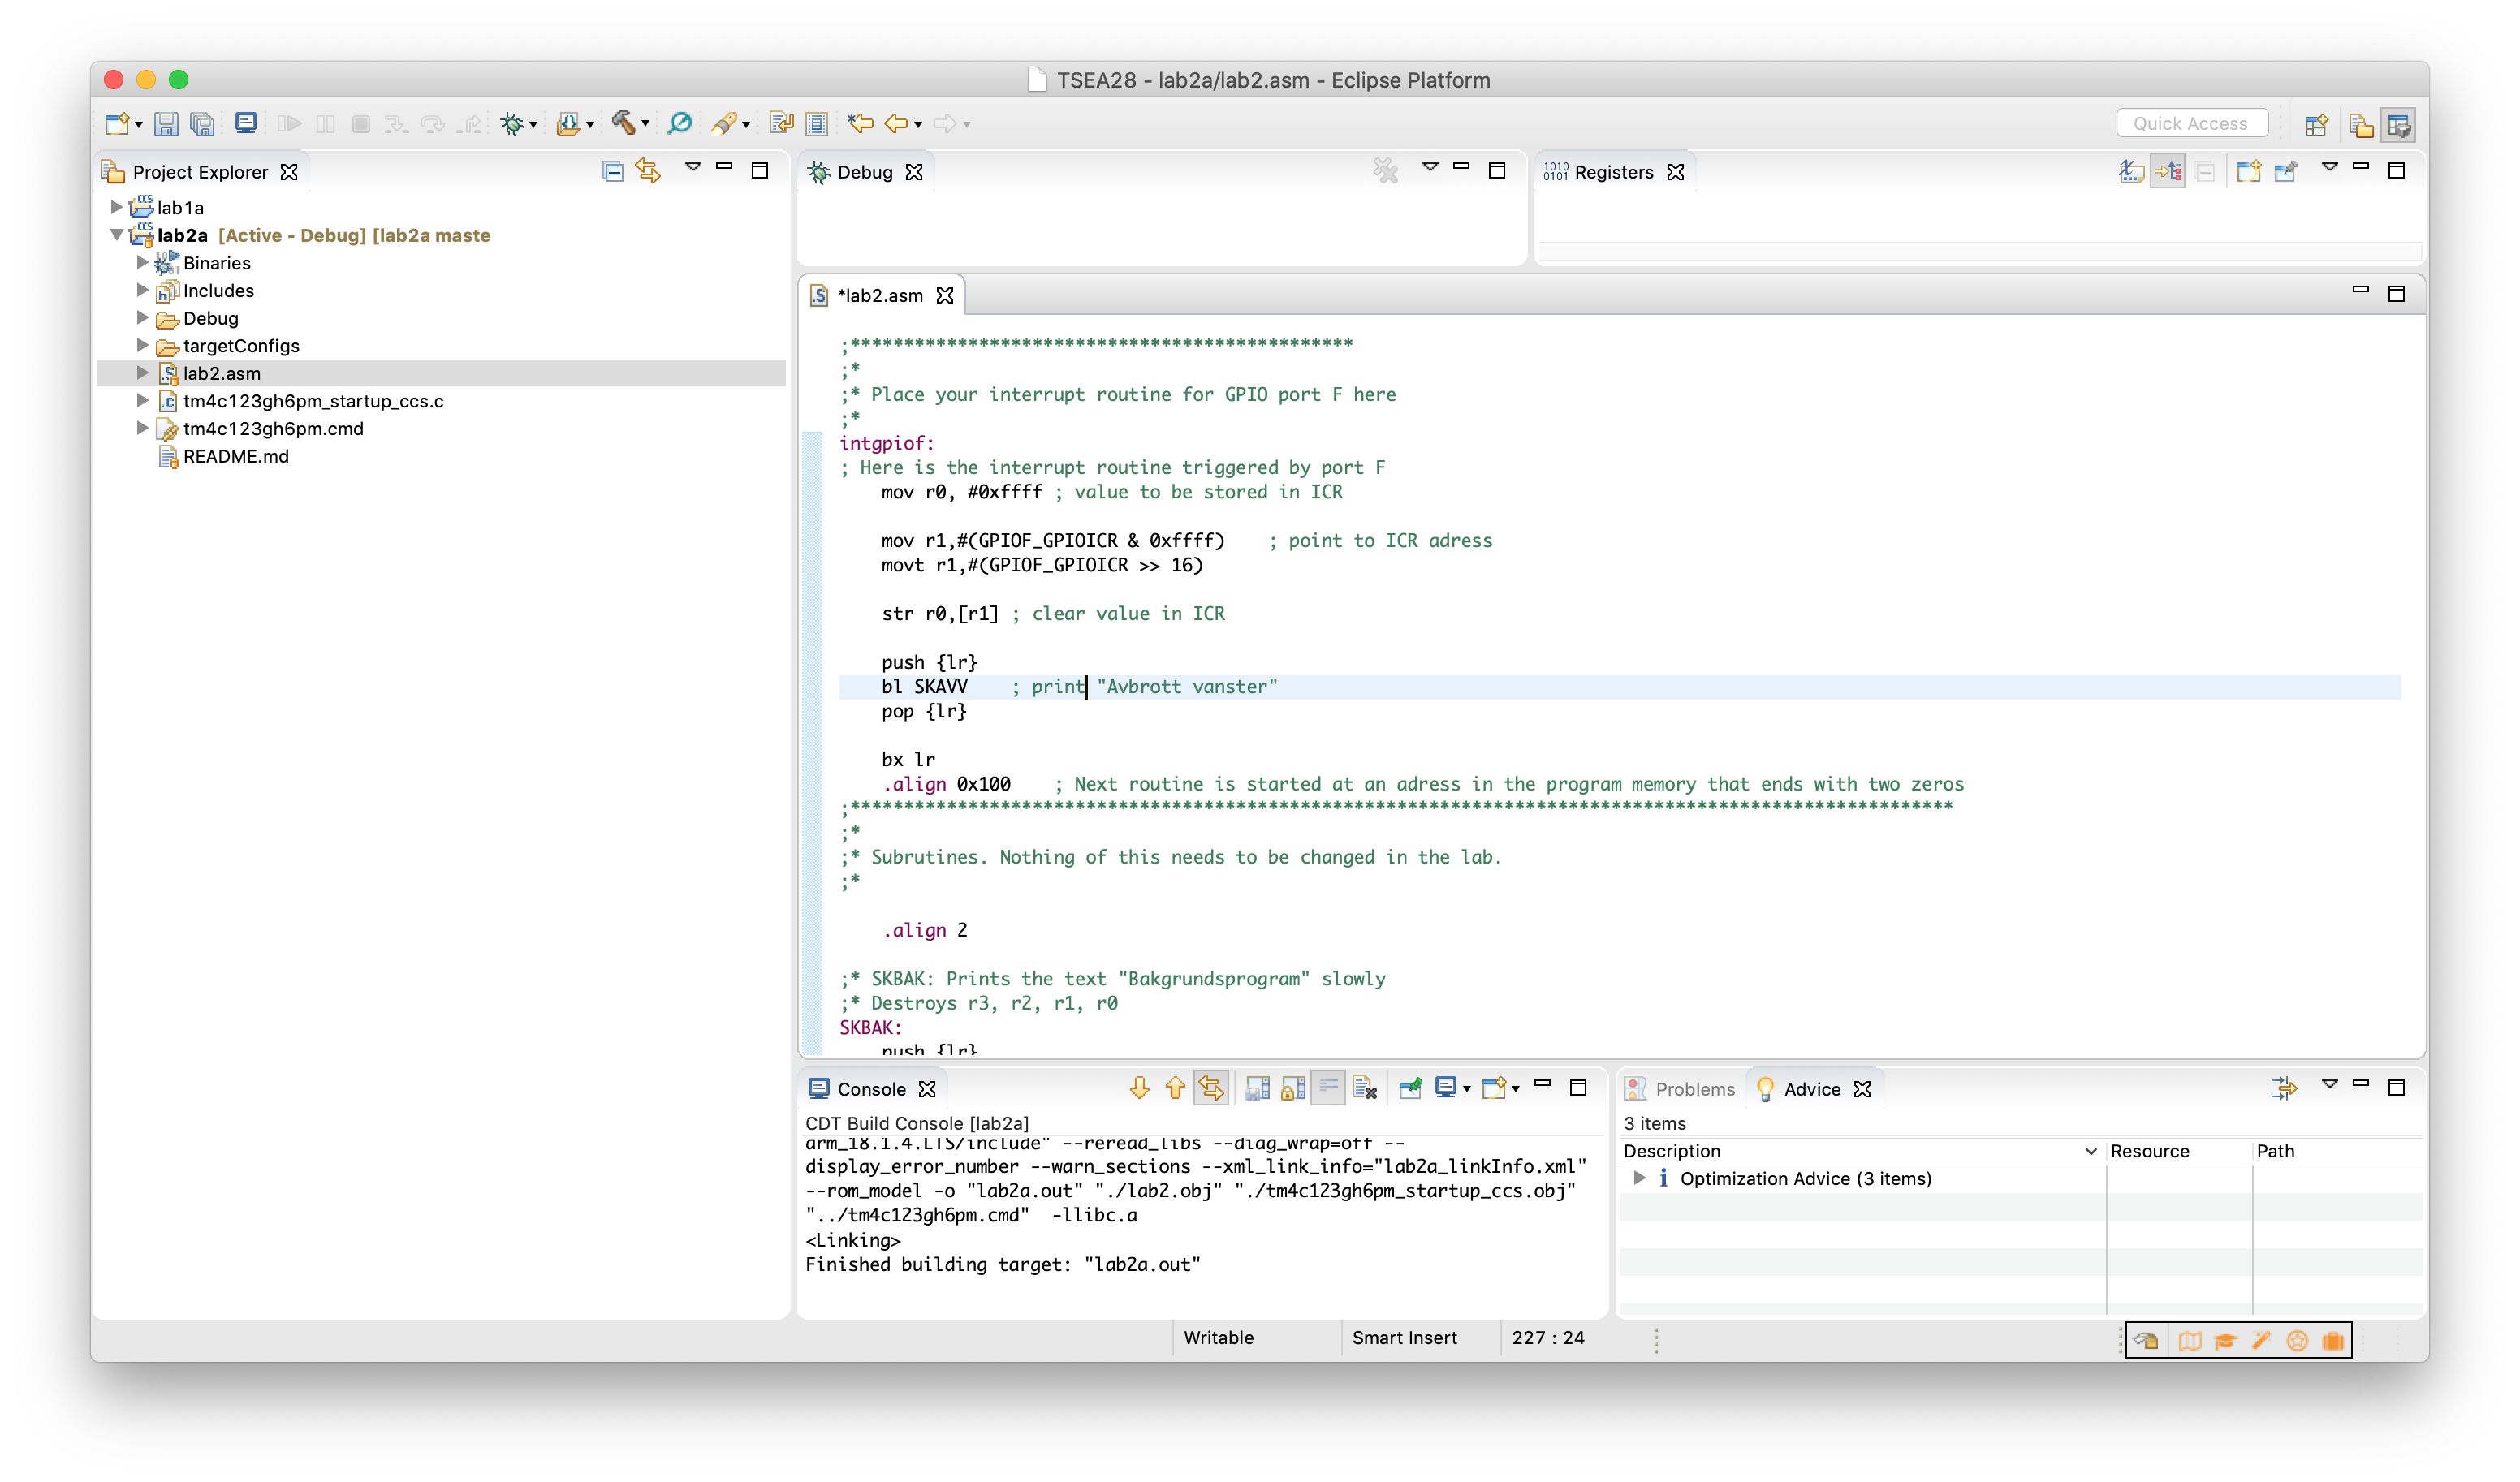 TSEA28 - lab2a/lab2.asm - Eclipse Platform
Quick Access
Project Explorer
lab1a
lab2a [Active - Debug] [lab2a maste
Binaries
Includes
Debug
targetConfigs
lab2.asm
tm4c123gh6pm_startup_ccs.c
tm4c123gh6pm.cmd
README.md
Debug
1010
0101 Registers
*lab2.asm
;***********************************************
;*
;* Place your interrupt routine for GPIO port F here
;*
intgpiof:
; Here is the interrupt routine triggered by port F
mov r0, #0xffff ; value to be stored in ICR
mov r1,#(GPIOF_GPIOICR & 0xffff) ; point to ICR adress
movt r1,#(GPIOF_GPIOICR >> 16)
str r0,[r1] ; clear value in ICR
push {lr}
bl SKAVV ; print "Avbrott vanster"
pop {lr}
bx lr
.align 0x100 ; Next routine is started at an adress in the program memory that ends with two zeros
;*******************************************************************************************************
;*
;* Subrutines. Nothing of this needs to be changed in the lab.
;*
.align 2
;* SKBAK: Prints the text "Bakgrundsprogram" slowly
;* Destroys r3, r2, r1, r0
SKBAK:
push {lr}
Console
CDT Build Console [lab2a]
arm_18.1.4.LTS/include" --reread_libs --diag_wrap=off --
display_error_number --warn_sections --xml_link_info="lab2a_linkInfo.xml"
--rom_model -o "lab2a.out" "./lab2.obj" "./tm4c123gh6pm_startup_ccs.obj"
"../tm4c123gh6pm.cmd" -llibc.a
<Linking>
Finished building target: "lab2a.out"
Problems
Advice
3 items
Description
Resource
Path
Optimization Advice (3 items)
Writable
Smart Insert
227 : 24